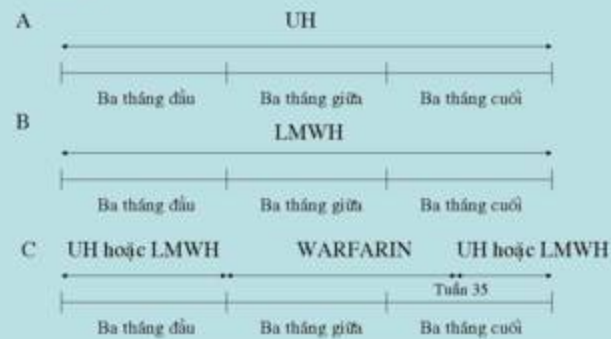 A UH
Ba tháng đầu Ba tháng giữa Ba tháng cuối
B LMWH
Ba tháng đầu Ba tháng giữa Ba tháng cuối
C UH hoặc LMWH WARFARIN UH hoặc LMWH
Tuần 35
Ba tháng đầu Ba tháng giữa Ba tháng cuối